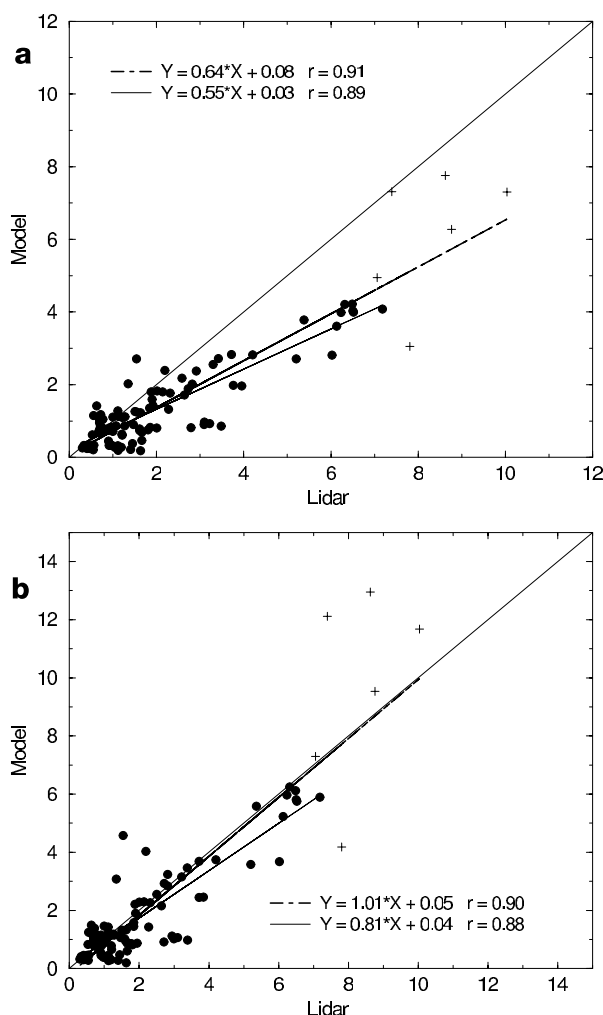 a
12
10
8
6
4
2
0
Model
Y = 0.64*X + 0.08 r = 0.91
Y = 0.55*X + 0.03 r = 0.89
0 2 4 6 8 10 12
Lidar
b
14
12
10
8
6
4
2
0
Model
Y = 1.01*X + 0.05 r = 0.90
Y = 0.81*X + 0.04 r = 0.88
0 2 4 6 8 10 12 14
Lidar